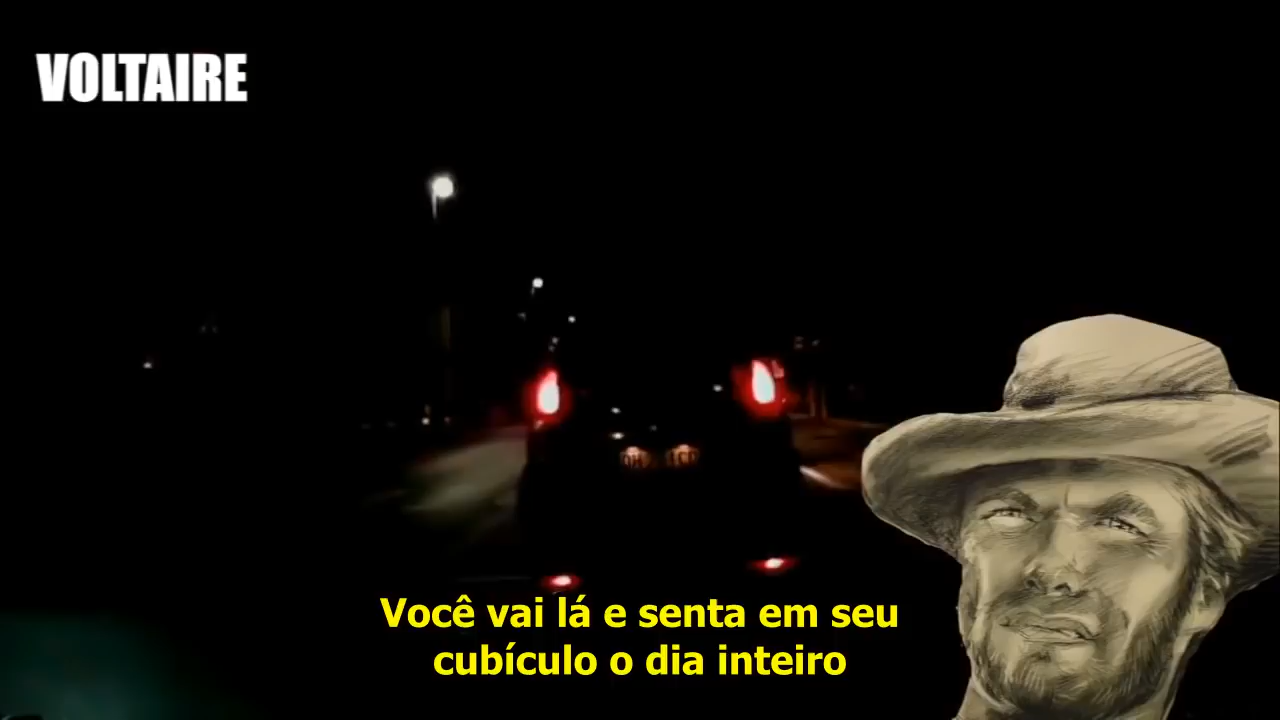 VOLTAIRE
Você vai lá e senta em seu
cubículo o dia inteiro